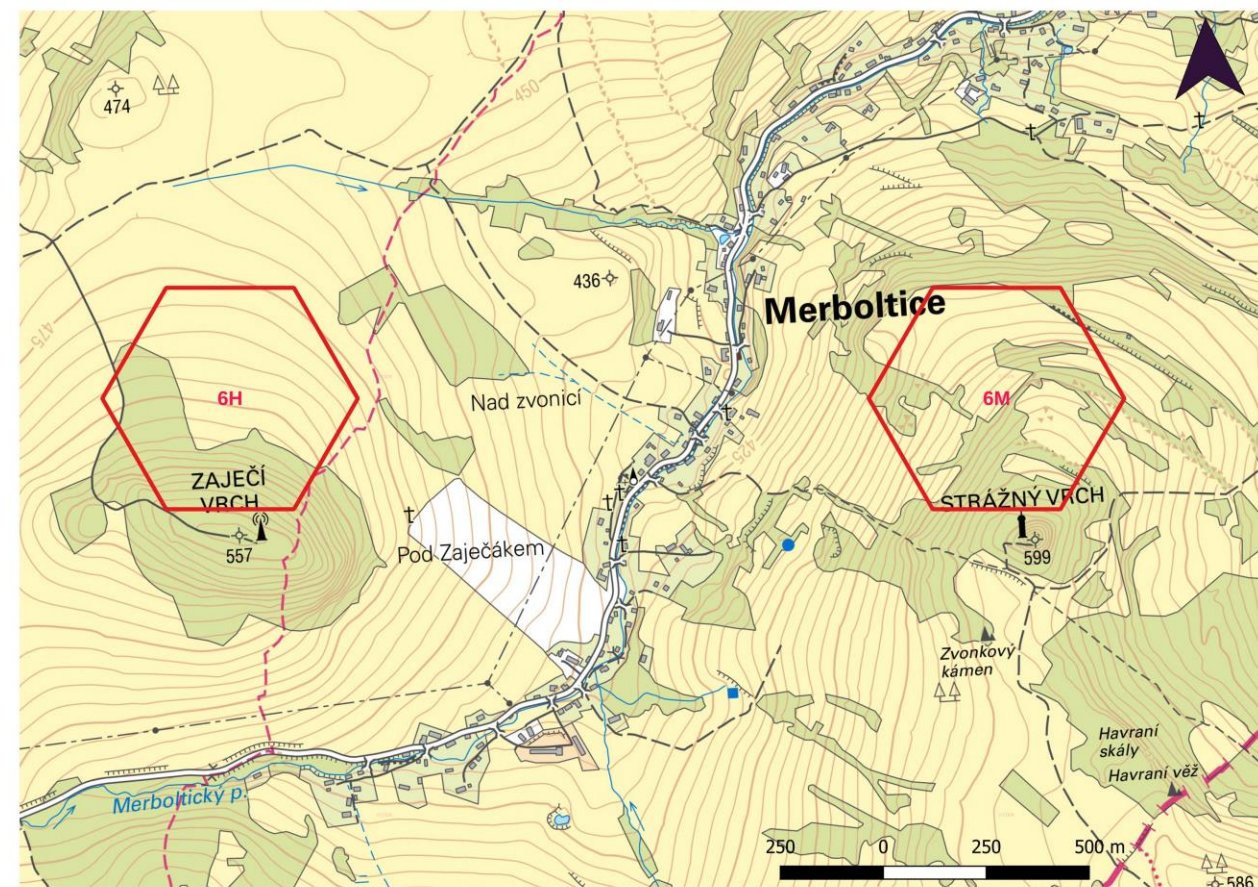 474
450
475
436
Merboltice
6H
6M
Nad zvonicí
425
ZAJEČÍ
VRCH
557
STRÁŽNÝ VRCH
599
Pod Zaječákem
Zvonkový
kámen
Havraní
skály
Havraní věž
Merboltický p.
250 0 250 500 m
586